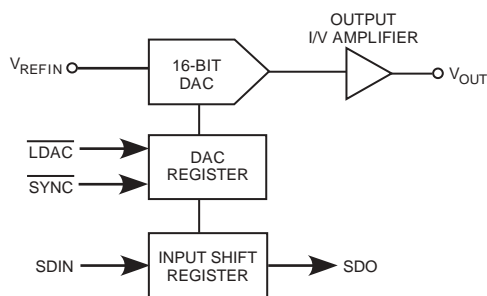 OUTPUT
I/V AMPLIFIER
VREFIN
16-BIT
DAC
VOUT
LDAC
SYNC
DAC
REGISTER
SDIN
INPUT SHIFT
REGISTER
SDO